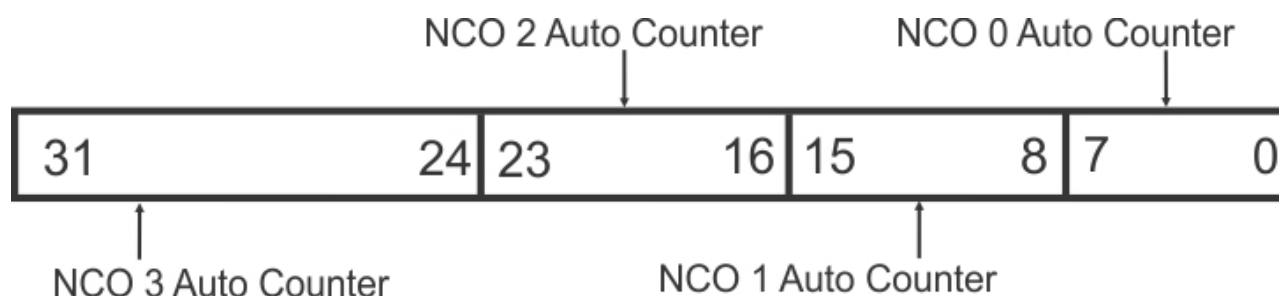 NCO 2 Auto Counter NCO 0 Auto Counter
31 24 23 16 15 8 7 0
NCO 3 Auto Counter NCO 1 Auto Counter